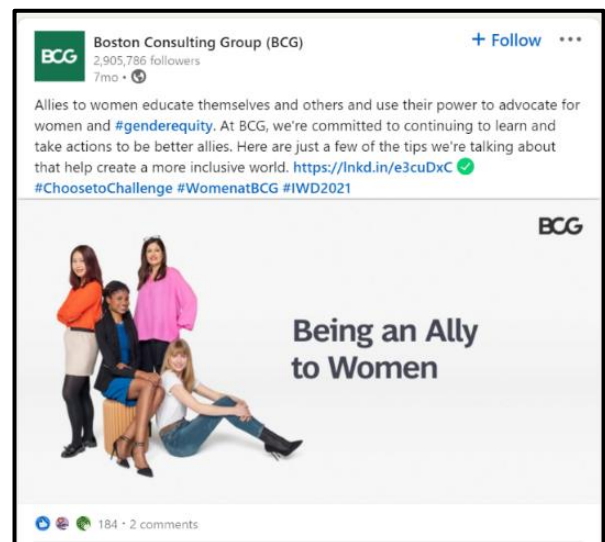 BCG
Boston Consulting Group (BCG)
+ Follow
2,905,786 followers
7mo •
Allies to women educate themselves and others and use their power to advocate for
women and #genderequity. At BCG, we're committed to continuing to learn and
take actions to be better allies. Here are just a few of the tips we're talking about
that help create a more inclusive world. https://lnkd.in/e3cuDxC
#ChoosetoChallenge #WomenatBCG #IWD2021
BCG
Being an Ally
to Women
184 · 2 comments